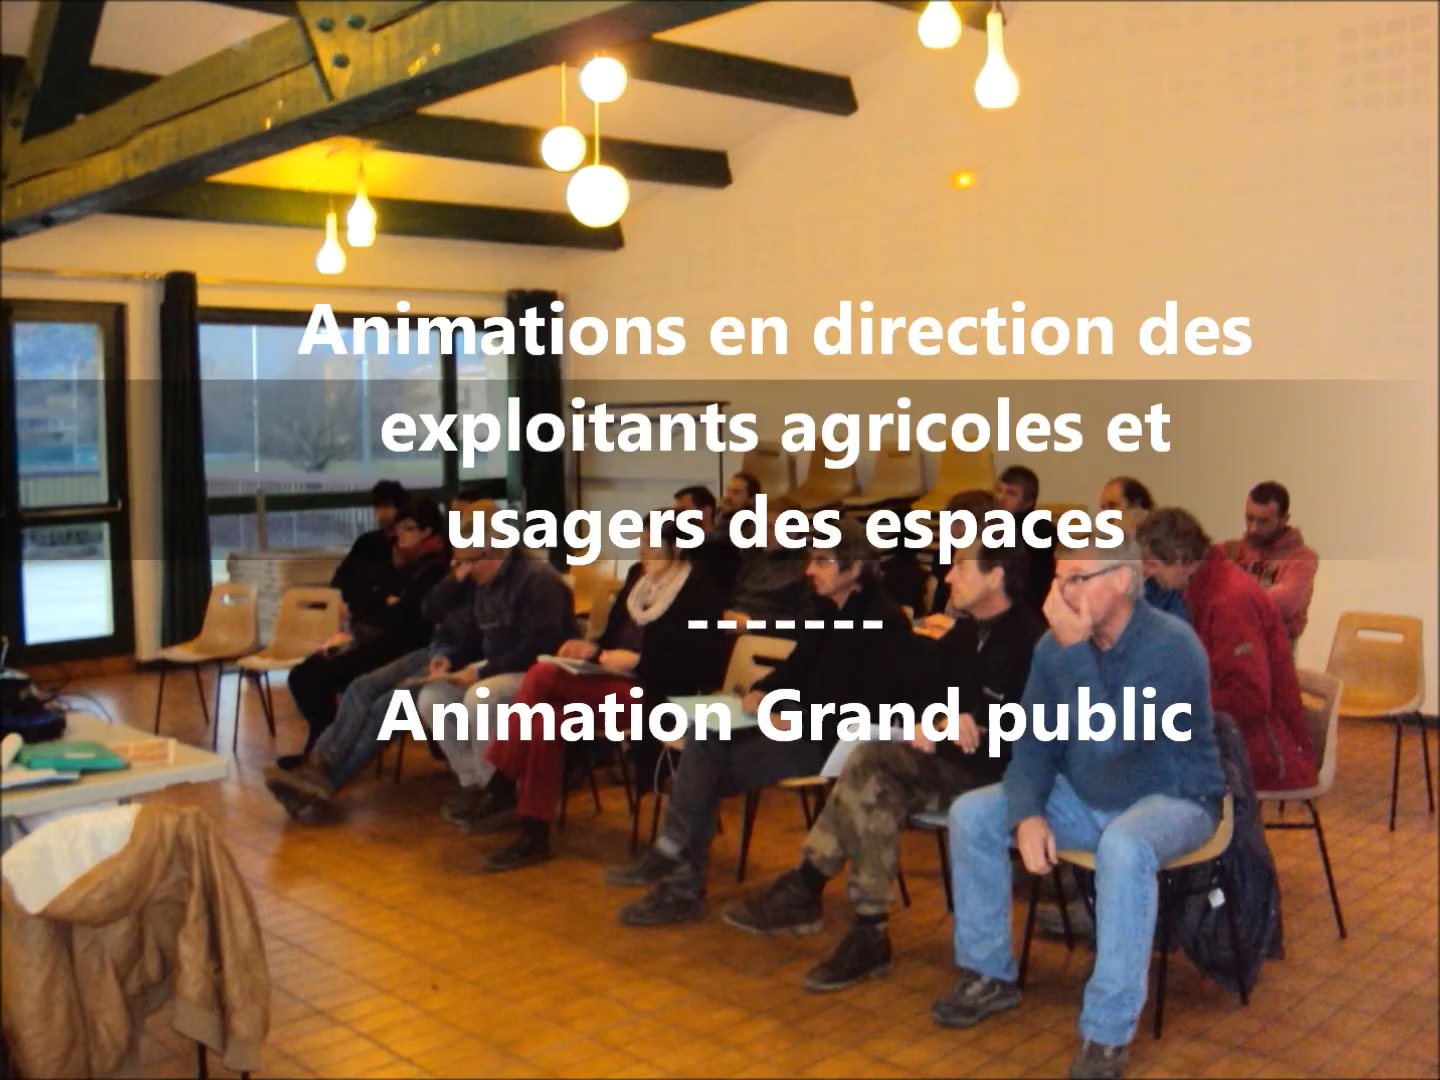 Animations en direction des
exploitants agricoles et
usagers des espaces
-------
Animation Grand public